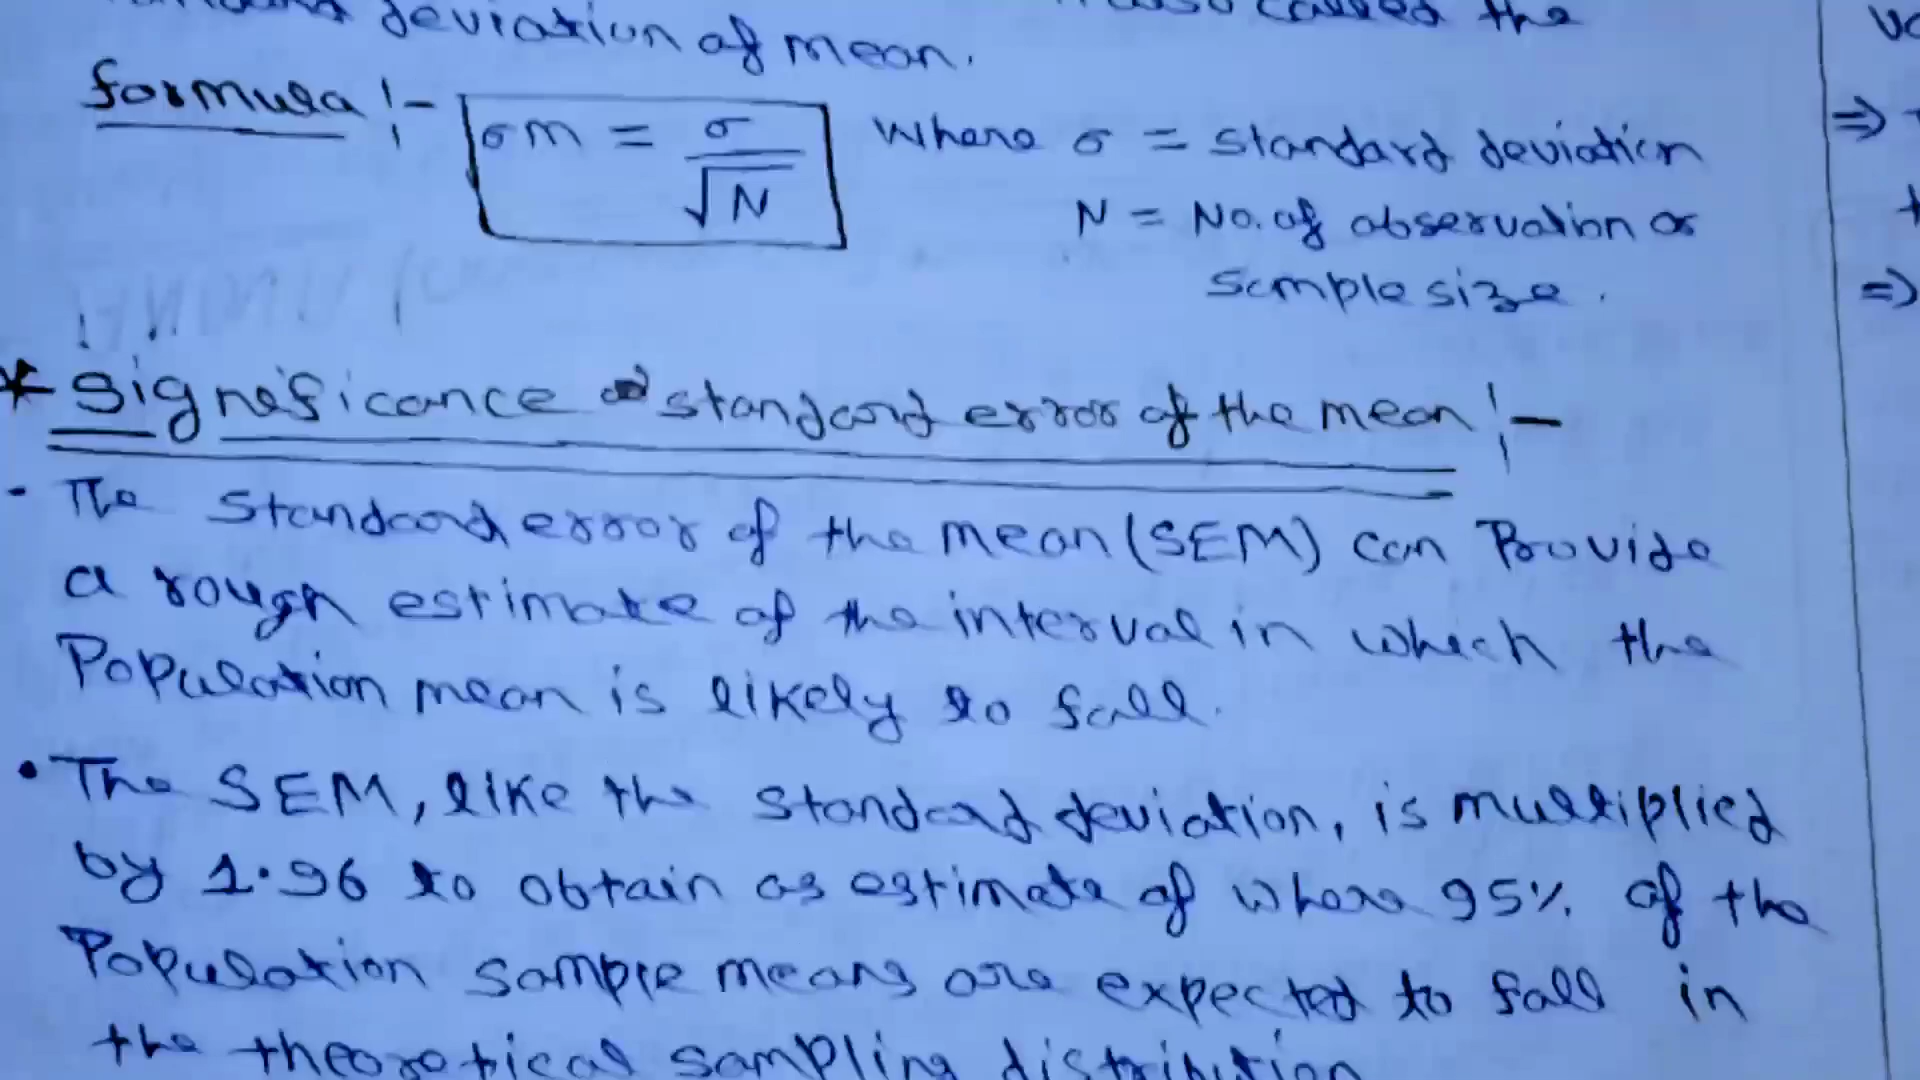 deviation of mean. called the
formula :- σm = σ/√N where σ = standard deviation
N = No. of observation or
sample size.
* Significance standard error of the mean :-
- The standard error of the mean (SEM) can Provide
a rough estimate of the interval in which the
Population mean is likely to fall.
• The SEM, like the standard deviation, is multiplied
by 1.96 to obtain as estimate of where 95% of the
Population sample means are expected to fall in
the theoretical sampling distribution